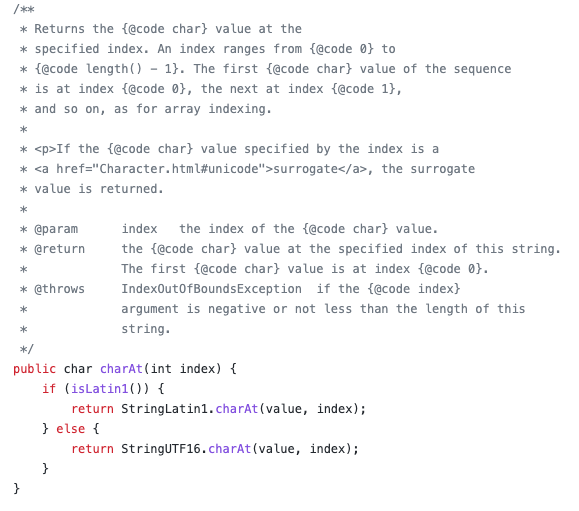 /**
 * Returns the {@code char} value at the
 * specified index. An index ranges from {@code 0} to
 * {@code length() - 1}. The first {@code char} value of the sequence
 * is at index {@code 0}, the next at index {@code 1},
 * and so on, as for array indexing.
 *
 * <p>If the {@code char} value specified by the index is a
 * <a href="Character.html#unicode">surrogate</a>, the surrogate
 * value is returned.
 *
 * @param      index   the index of the {@code char} value.
 * @return     the {@code char} value at the specified index of this string.
 *             The first {@code char} value is at index {@code 0}.
 * @throws     IndexOutOfBoundsException  if the {@code index}
 *             argument is negative or not less than the length of this
 *             string.
 */
public char charAt(int index) {
    if (isLatin1()) {
        return StringLatin1.charAt(value, index);
    } else {
        return StringUTF16.charAt(value, index);
    }
}